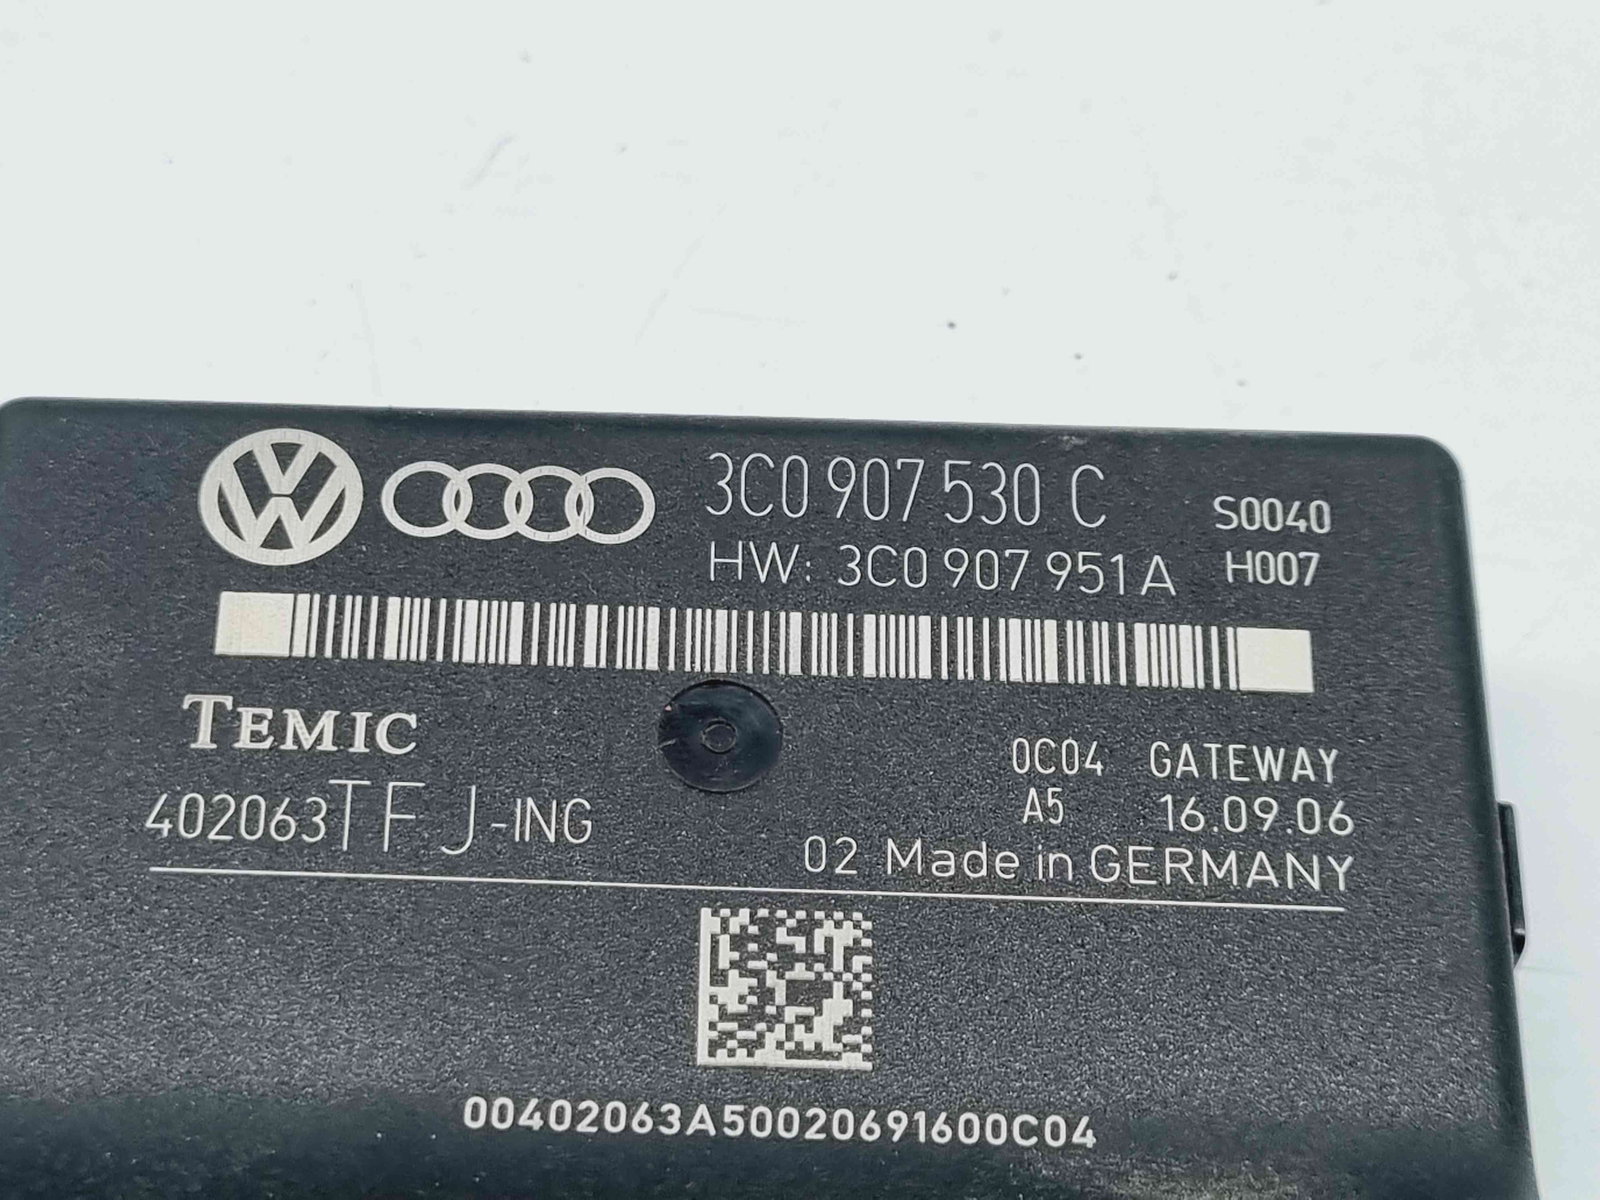 3C0 907 530 C S0040
HW: 3C0 907 951 A H007
TEMIC
0C04 GATEWAY
402063TFJ-ING A5 16.09.06
02 Made in GERMANY
00402063A50020691600C04